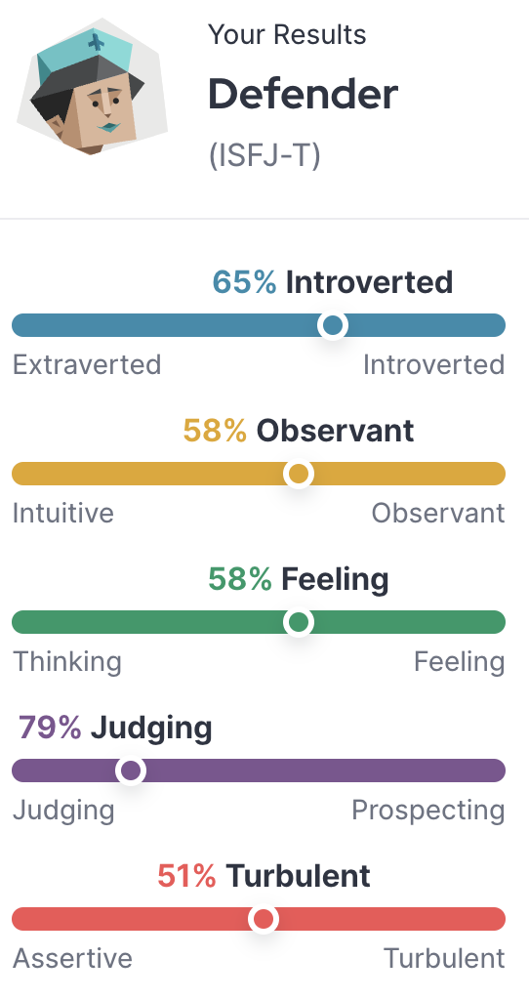 Your Results
Defender
(ISFJ-T)
65% Introverted
Extraverted Introverted
58% Observant
Intuitive Observant
58% Feeling
Thinking Feeling
79% Judging
Judging Prospecting
51% Turbulent
Assertive Turbulent